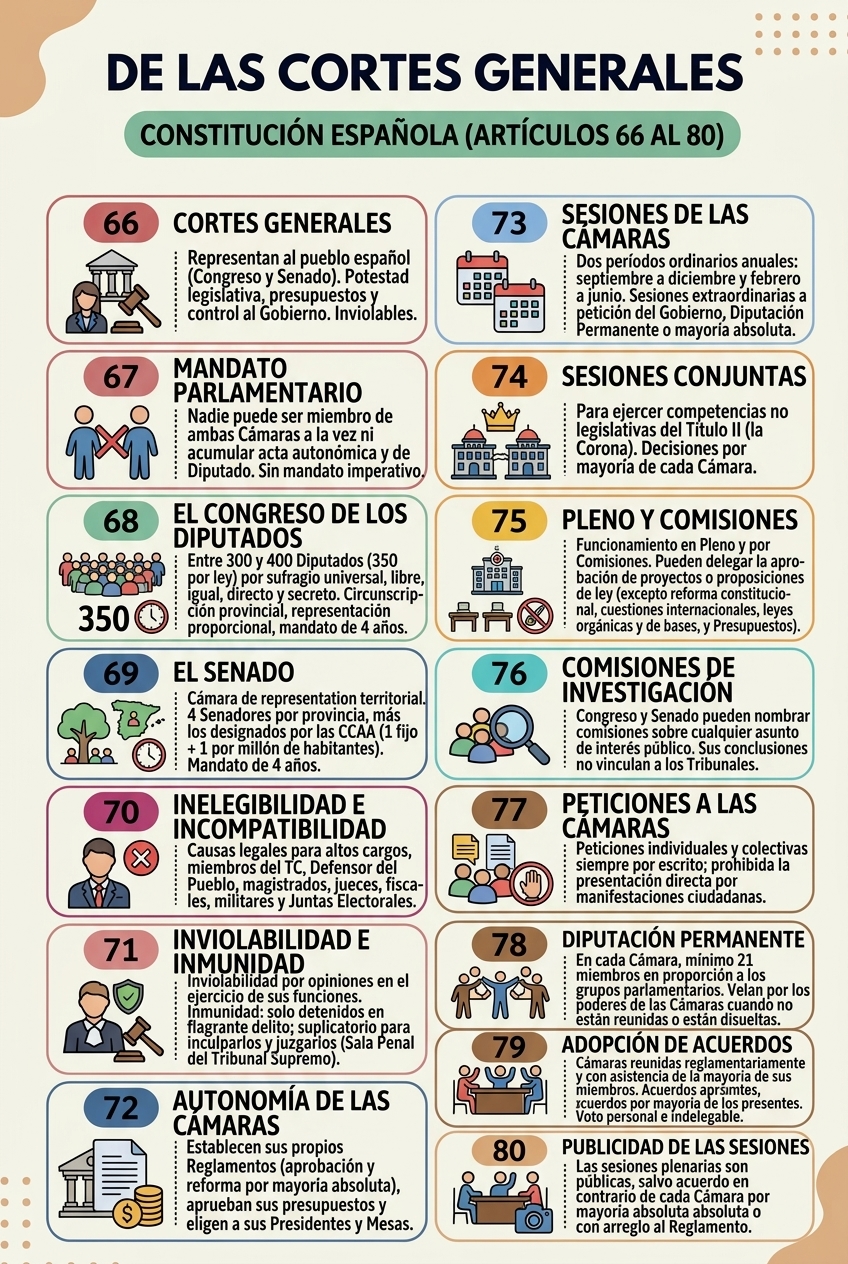 DE LAS CORTES GENERALES
CONSTITUCIÓN ESPAÑOLA (ARTÍCULOS 66 AL 80)
66
CORTES GENERALES
Representan al pueblo español
(Congreso y Senado). Potestad
legislativa, presupuestos y
control al Gobierno. Inviolables.
67
MANDATO
PARLAMENTARIO
Nadie puede ser miembro de
ambas Cámaras a la vez ni
acumular acta autonómica y de
Diputado. Sin mandato imperativo.
68
EL CONGRESO DE LOS
DIPUTADOS
Entre 300 y 400 Diputados (350
por ley) por sufragio universal, libre,
igual, directo y secreto. Circunscrip-
ción provincial, representación
proporcional, mandato de 4 años.
350
69
EL SENADO
Cámara de representation territorial.
4 Senadores por provincia, más
los designados por las CCAA (1 fijo
+ 1 por millón de habitantes).
Mandato de 4 años.
70
INELEGIBILIDAD E
INCOMPATIBILIDAD
Causas legales para altos cargos,
miembros del TC, Defensor del
Pueblo, magistrados, jueces, fisca-
les, militares y Juntas Electorales.
71
INVIOLABILIDAD E
INMUNIDAD
Inviolabilidad por opiniones en el
ejercicio de sus funciones.
Inmunidad: solo detenidos en
flagrante delito; suplicatorio para
inculparlos y juzgarlos (Sala Penal
del Tribunal Supremo).
72
AUTONOMÍA DE LAS
CÁMARAS
Establecen sus propios
Reglamentos (aprobación y
reforma por mayoría absoluta),
aprueban sus presupuestos y
eligen a sus Presidentes y Mesas.
$
73
SESIONES DE LAS
CÁMARAS
Dos períodos ordinarios anuales:
septiembre a diciembre y febrero
a junio. Sesiones extraordinarias a
petición del Gobierno, Diputación
Permanente o mayoría absoluta.
74
SESIONES CONJUNTAS
Para ejercer competencias no
legislativas del Título II (la
Corona). Decisiones por
mayoría de cada Cámara.
75
PLENO Y COMISIONES
Funcionamiento en Pleno y por
Comisiones. Pueden delegar la apro-
bación de proyectos o proposiciones
de ley (excepto reforma constitucio-
nal, cuestiones internacionales, leyes
orgánicas y de bases, y Presupuestos).
76
COMISIONES DE
INVESTIGACIÓN
Congreso y Senado pueden nombrar
comisiones sobre cualquier asunto
de interés público. Sus conclusiones
no vinculan a los Tribunales.
77
PETICIONES A LAS
CÁMARAS
Peticiones individuales y colectivas
siempre por escrito; prohibida la
presentación directa por
manifestaciones ciudadanas.
78
DIPUTACIÓN PERMANENTE
En cada Cámara, mínimo 21
miembros en proporción a los
grupos parlamentarios. Velan por los
poderes de las Cámaras cuando no
están reunidas o están disueltas.
79
ADOPCIÓN DE ACUERDOS
Cámaras reunidas reglamentariamente
y con asistencia de la mayoría de sus
miembros. Acuerdos
por mayoría de los presentes.
Voto personal e indelegable.
80
PUBLICIDAD DE LAS SESIONES
Las sesiones plenarias son
públicas, salvo acuerdo en
contrario de cada Cámara por
mayoría absoluta absoluta o
con arreglo al Reglamento.